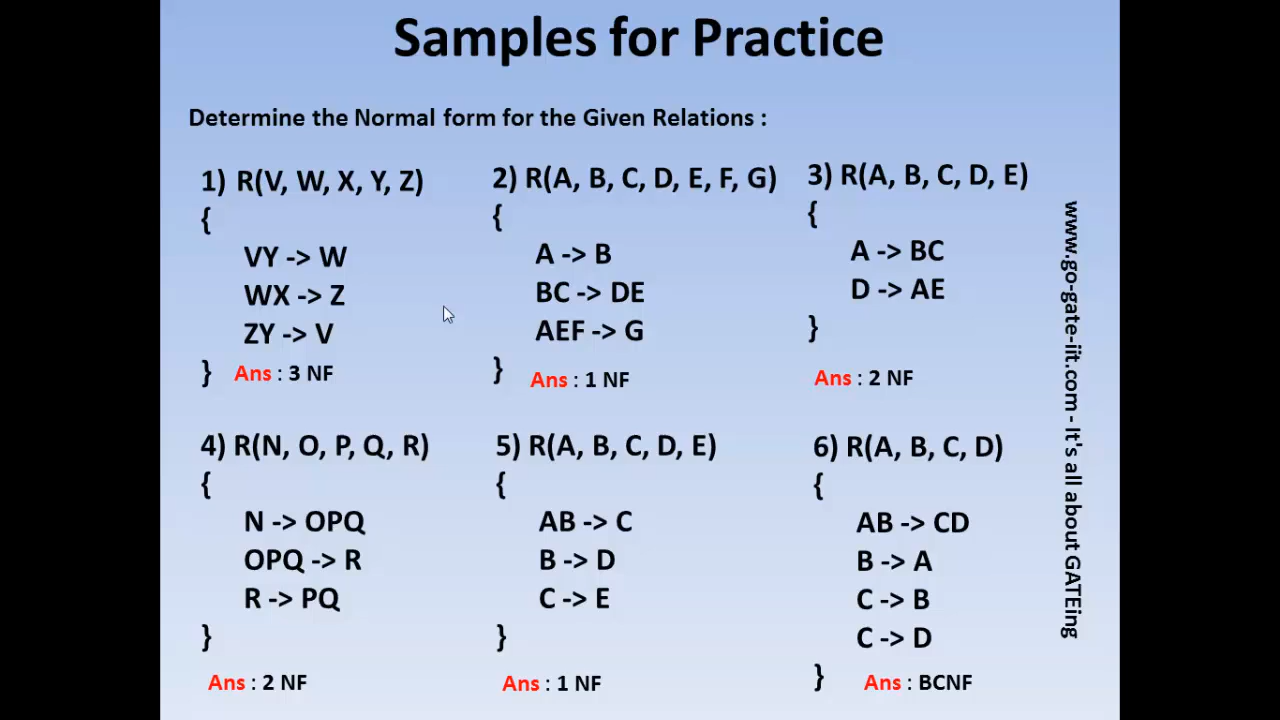 Samples for Practice
Determine the Normal form for the Given Relations :
1) R(V, W, X, Y, Z)
{
VY -> W
WX -> Z
ZY -> V
}
Ans : 3 NF
2) R(A, B, C, D, E, F, G)
{
A -> B
BC -> DE
AEF -> G
}
Ans : 1 NF
3) R(A, B, C, D, E)
{
A -> BC
D -> AE
}
Ans : 2 NF
4) R(N, O, P, Q, R)
{
N -> OPQ
OPQ -> R
R -> PQ
}
Ans : 2 NF
5) R(A, B, C, D, E)
{
AB -> C
B -> D
C -> E
}
Ans : 1 NF
6) R(A, B, C, D)
{
AB -> CD
B -> A
C -> B
C -> D
}
Ans : BCNF
www.go-gate-iit.com - It's all about GATEing